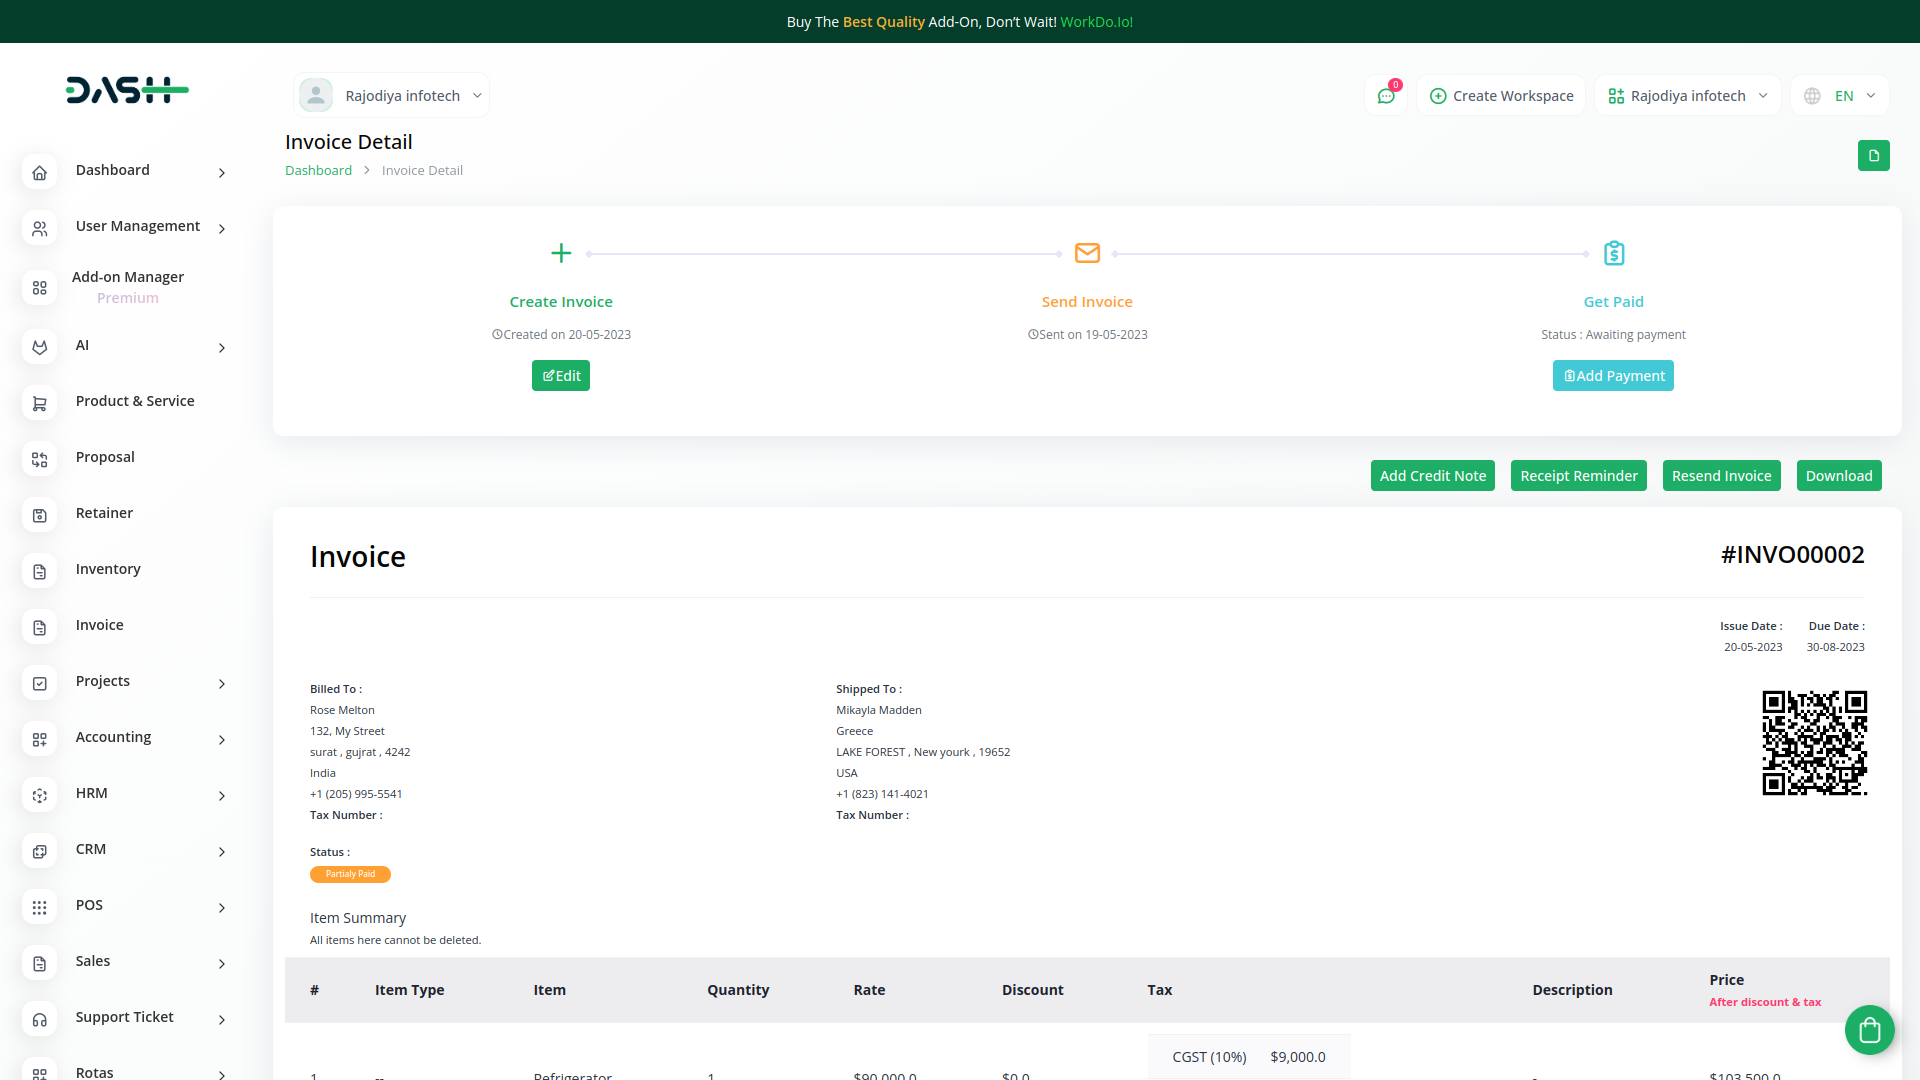 Buy The Best Quality Add-On, Don't Wait! WorkDo.Io!
DASH
Rajodiya infotech
0
Create Workspace
Rajodiya infotech
EN
Invoice Detail
Dashboard > Invoice Detail
Dashboard
User Management
Add-on Manager
Premium
AI
Product & Service
Proposal
Retainer
Inventory
Invoice
Projects
Accounting
HRM
CRM
POS
Sales
Support Ticket
Rotas
Create Invoice
Created on 20-05-2023
Edit
Send Invoice
Sent on 19-05-2023
Get Paid
Status : Awaiting payment
Add Payment
Add Credit Note
Receipt Reminder
Resend Invoice
Download
Invoice
#INVO00002
Issue Date :
20-05-2023
Due Date :
30-08-2023
Billed To :
Rose Melton
132, My Street
surat , gujrat , 4242
India
+1 (205) 995-5541
Tax Number :
Shipped To :
Mikayla Madden
Greece
LAKE FOREST , New yourk , 19652
USA
+1 (823) 141-4021
Tax Number :
Status :
Partialy Paid
Item Summary
All items here cannot be deleted.
# Item Type Item Quantity Rate Discount Tax Description Price
After discount & tax
CGST (10%) $9,000.0
1 -- Refrigerator 1 $90,000.0 $0.0 - $103,500.0